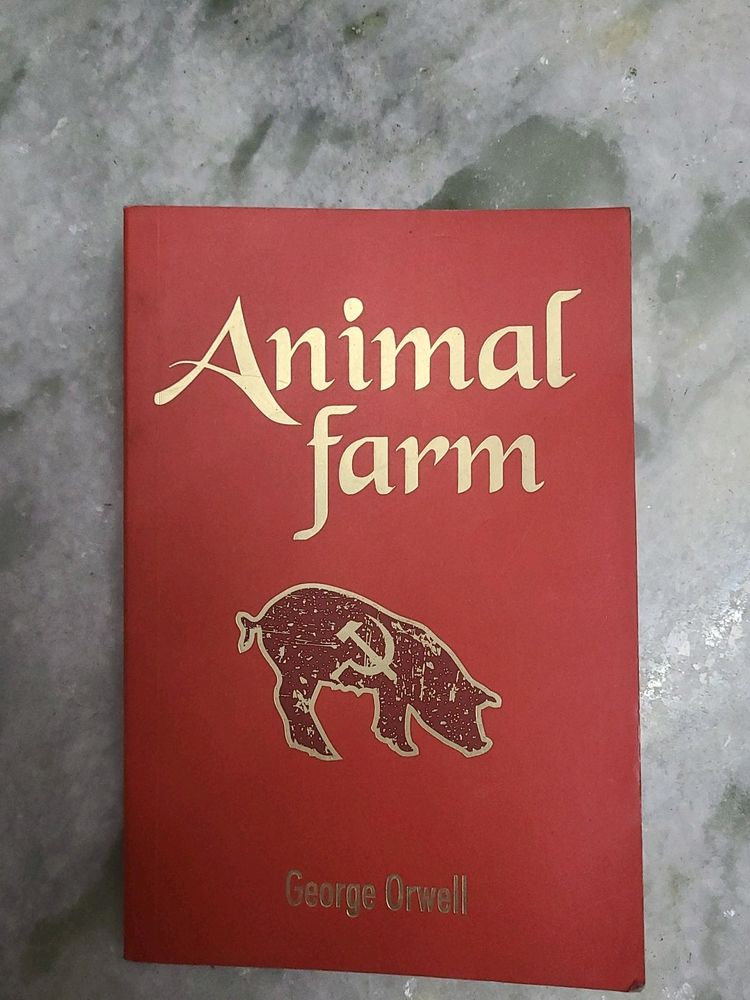 Animal
farm
George Orwell